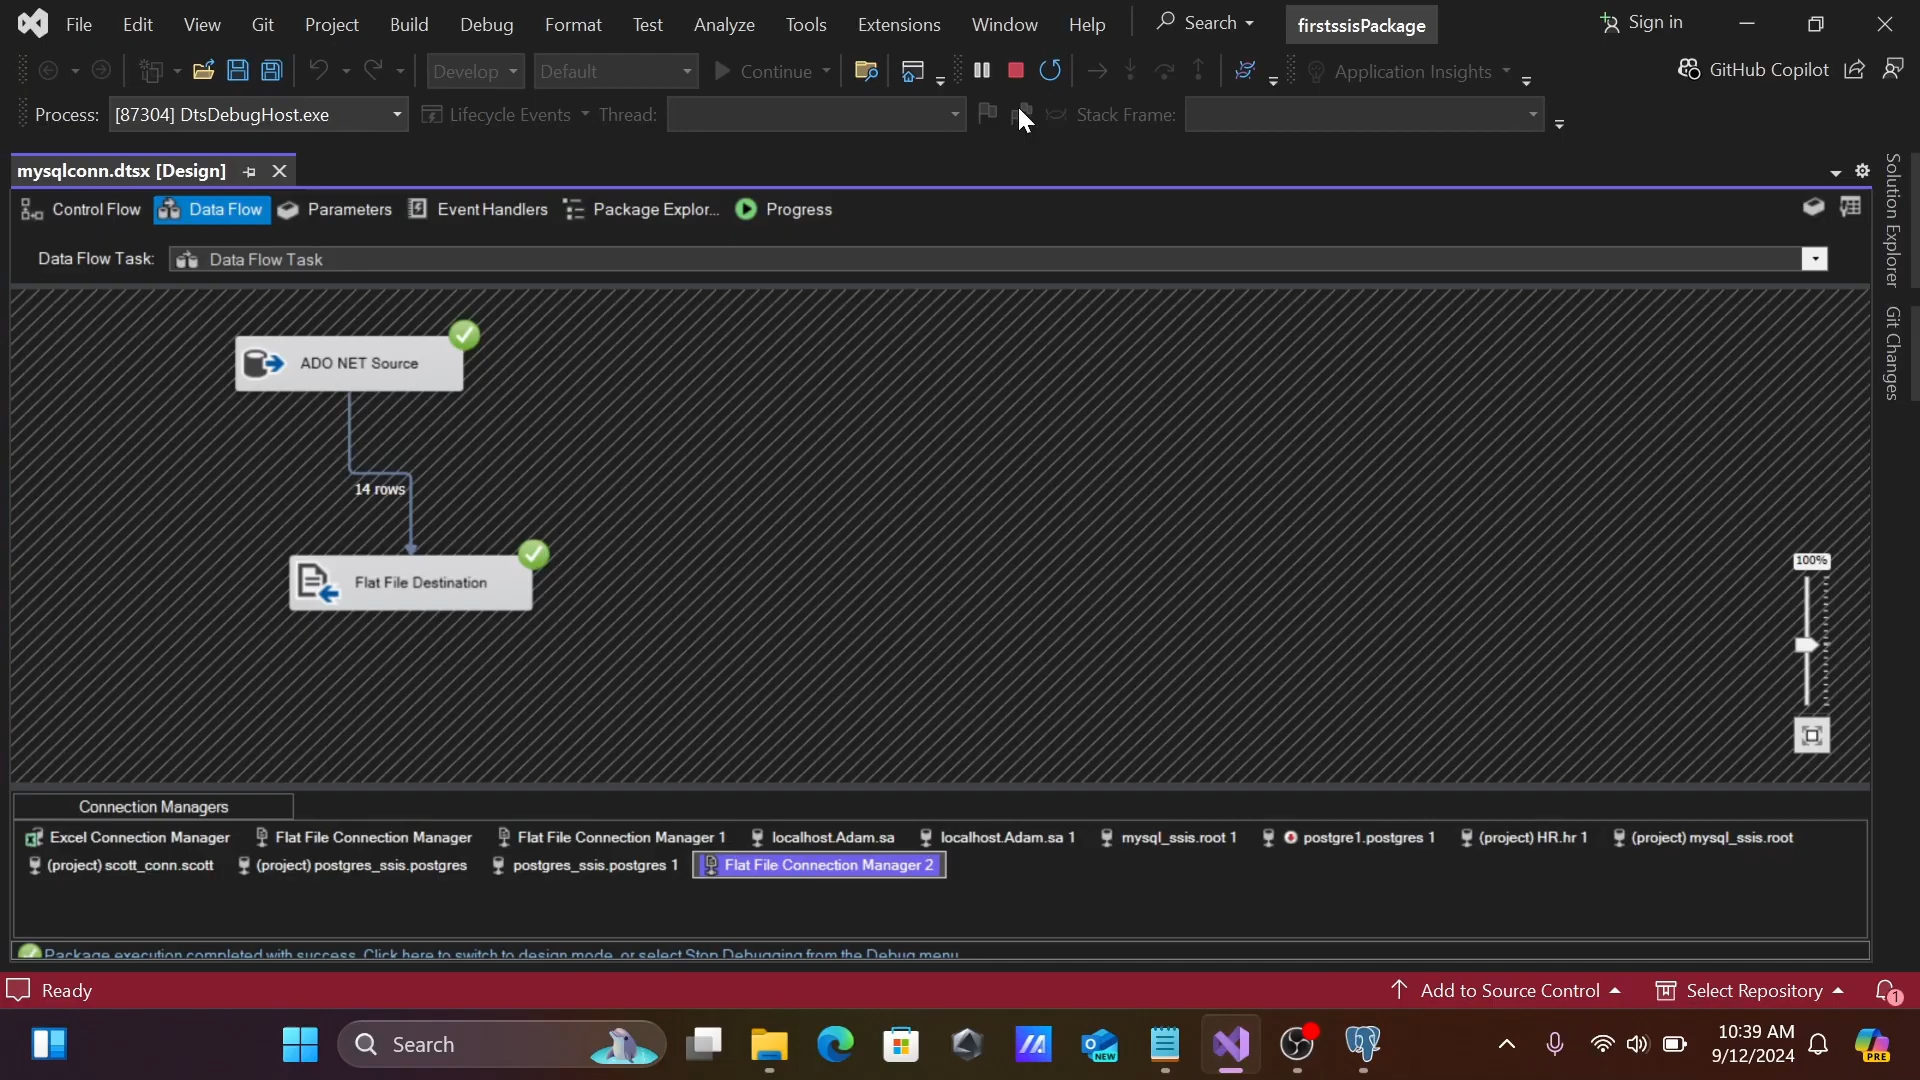 File Edit View Git Project Build Debug Format Test Analyze Tools Extensions Window Help Search firstssisPackage Sign in
Develop Default Continue Application Insights GitHub Copilot
Process: [87304] DtsDebugHost.exe Lifecycle Events Thread: Stack Frame:
mysqlconn.dtsx [Design]
Control Flow Data Flow Parameters Event Handlers Package Explor... Progress
Data Flow Task: Data Flow Task
Solution Explorer
Git Changes
ADO NET Source
14 rows
Flat File Destination
100%
Connection Managers
Excel Connection Manager Flat File Connection Manager Flat File Connection Manager 1 localhost.Adam.sa localhost.Adam.sa 1 mysql_ssis.root 1 postgre1.postgres 1 (project) HR.hr 1 (project) mysql_ssis.root
(project) scott_conn.scott (project) postgres_ssis.postgres postgres_ssis.postgres 1 Flat File Connection Manager 2
Package execution completed with success. Click here to switch to design mode, or select Stop Debugging from the Debug menu.
Ready Add to Source Control Select Repository 1
Search NEW 10:39 AM PRE
9/12/2024